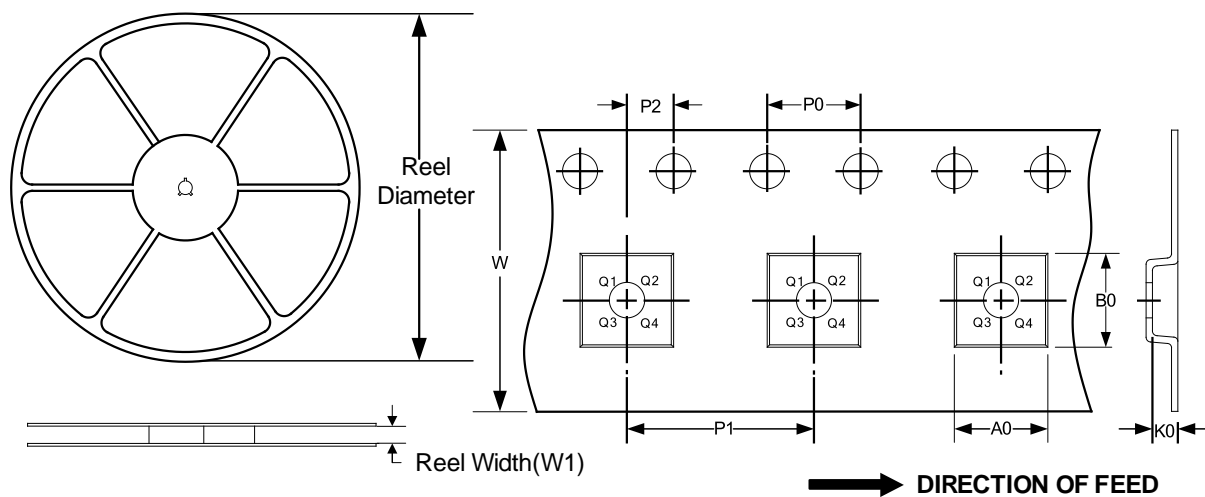 Reel
Diameter
Reel Width(W1)
P2
P0
W
Q1 Q2
Q3 Q4
Q1 Q2
Q3 Q4
Q1 Q2
Q3 Q4
B0
P1
A0
K0
DIRECTION OF FEED